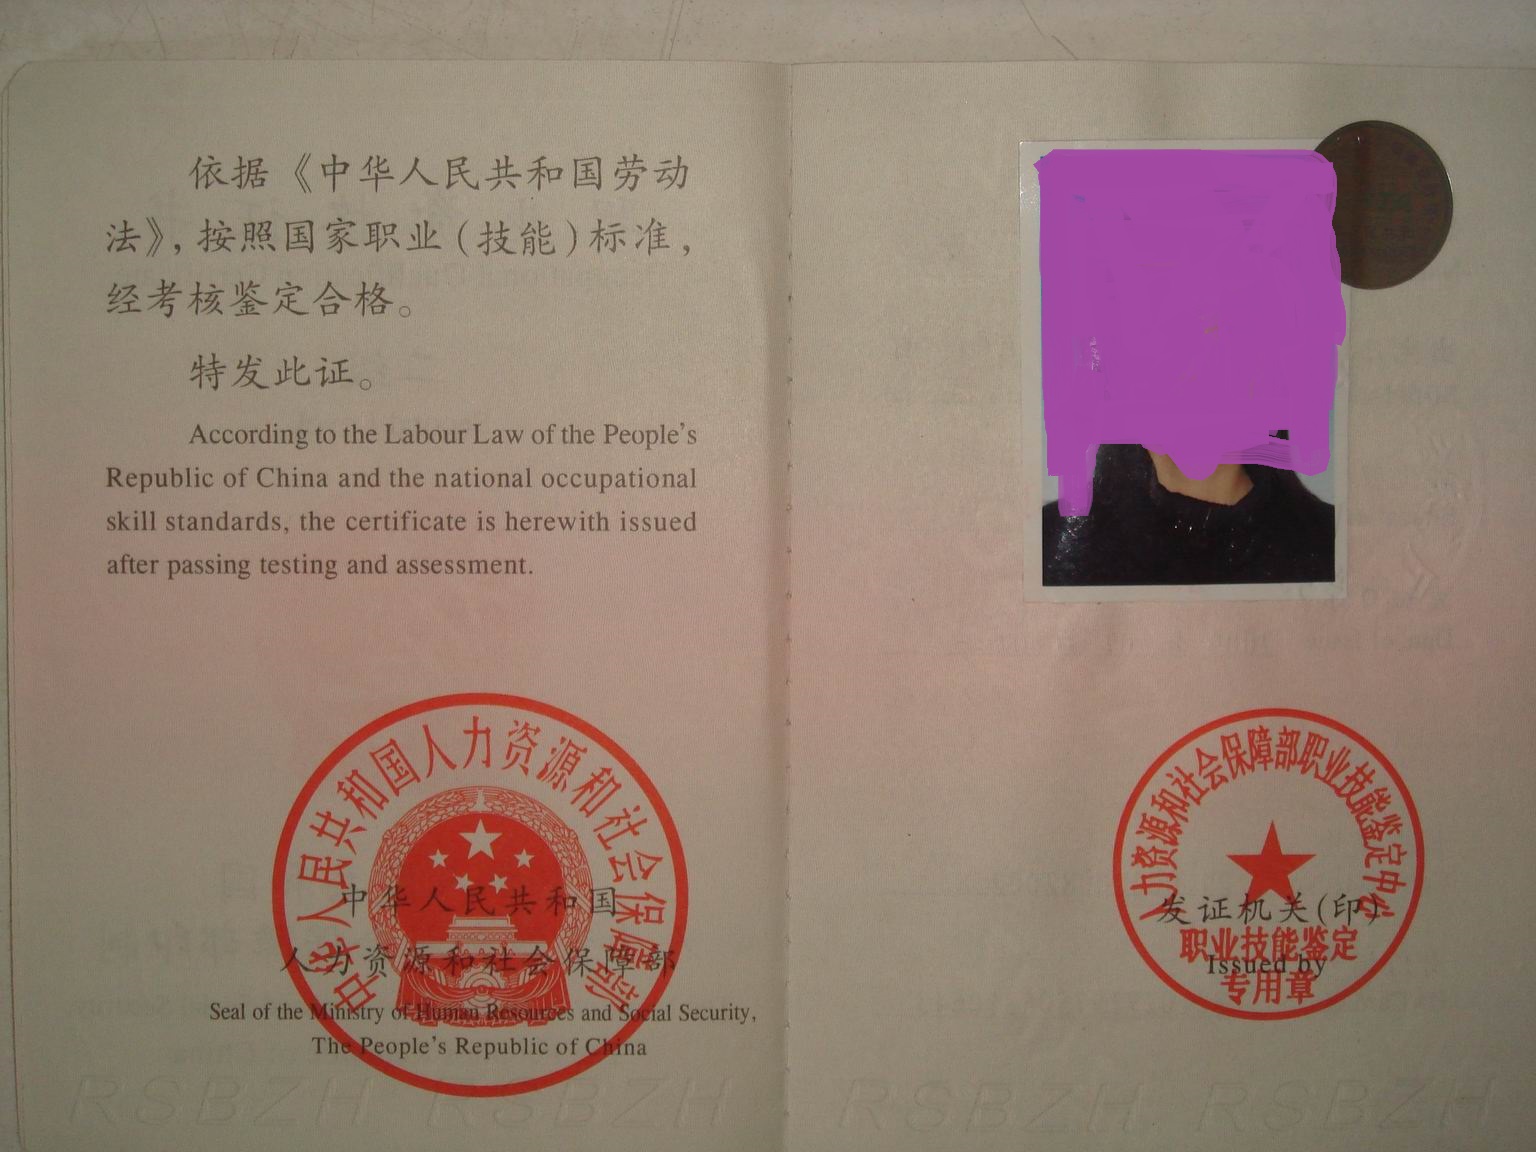 依据《中华人民共和国劳动
法》，按照国家职业（技能）标准，
经考核鉴定合格。
特发此证。
According to the Labour Law of the People's
Republic of China and the national occupational
skill standards, the certificate is herewith issued
after passing testing and assessment.
中华人民共和国人力资源和社会保障部
中华人民共和国
人力资源和社会保障部
Seal of the Ministry of Human Resources and Social Security,
The People's Republic of China
RSBZH RSBZH
人力资源和社会保障部职业技能鉴定中心
发证机关(印)
职业技能鉴定
Issued by
专用章
RSBZH RSBZH